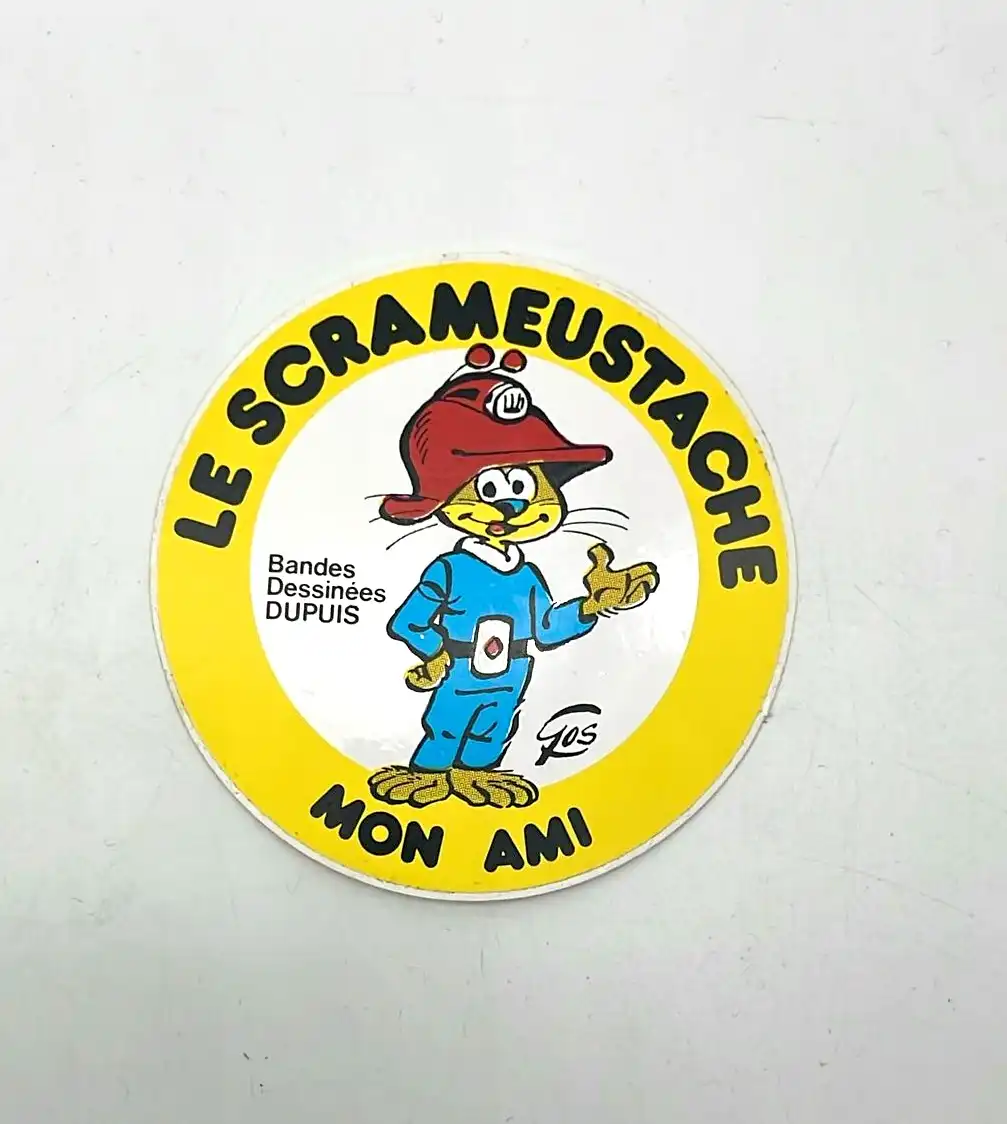 LE SCRAMEUSTACHE
Bandes
Dessinées
DUPUIS
Gos
MON AMI